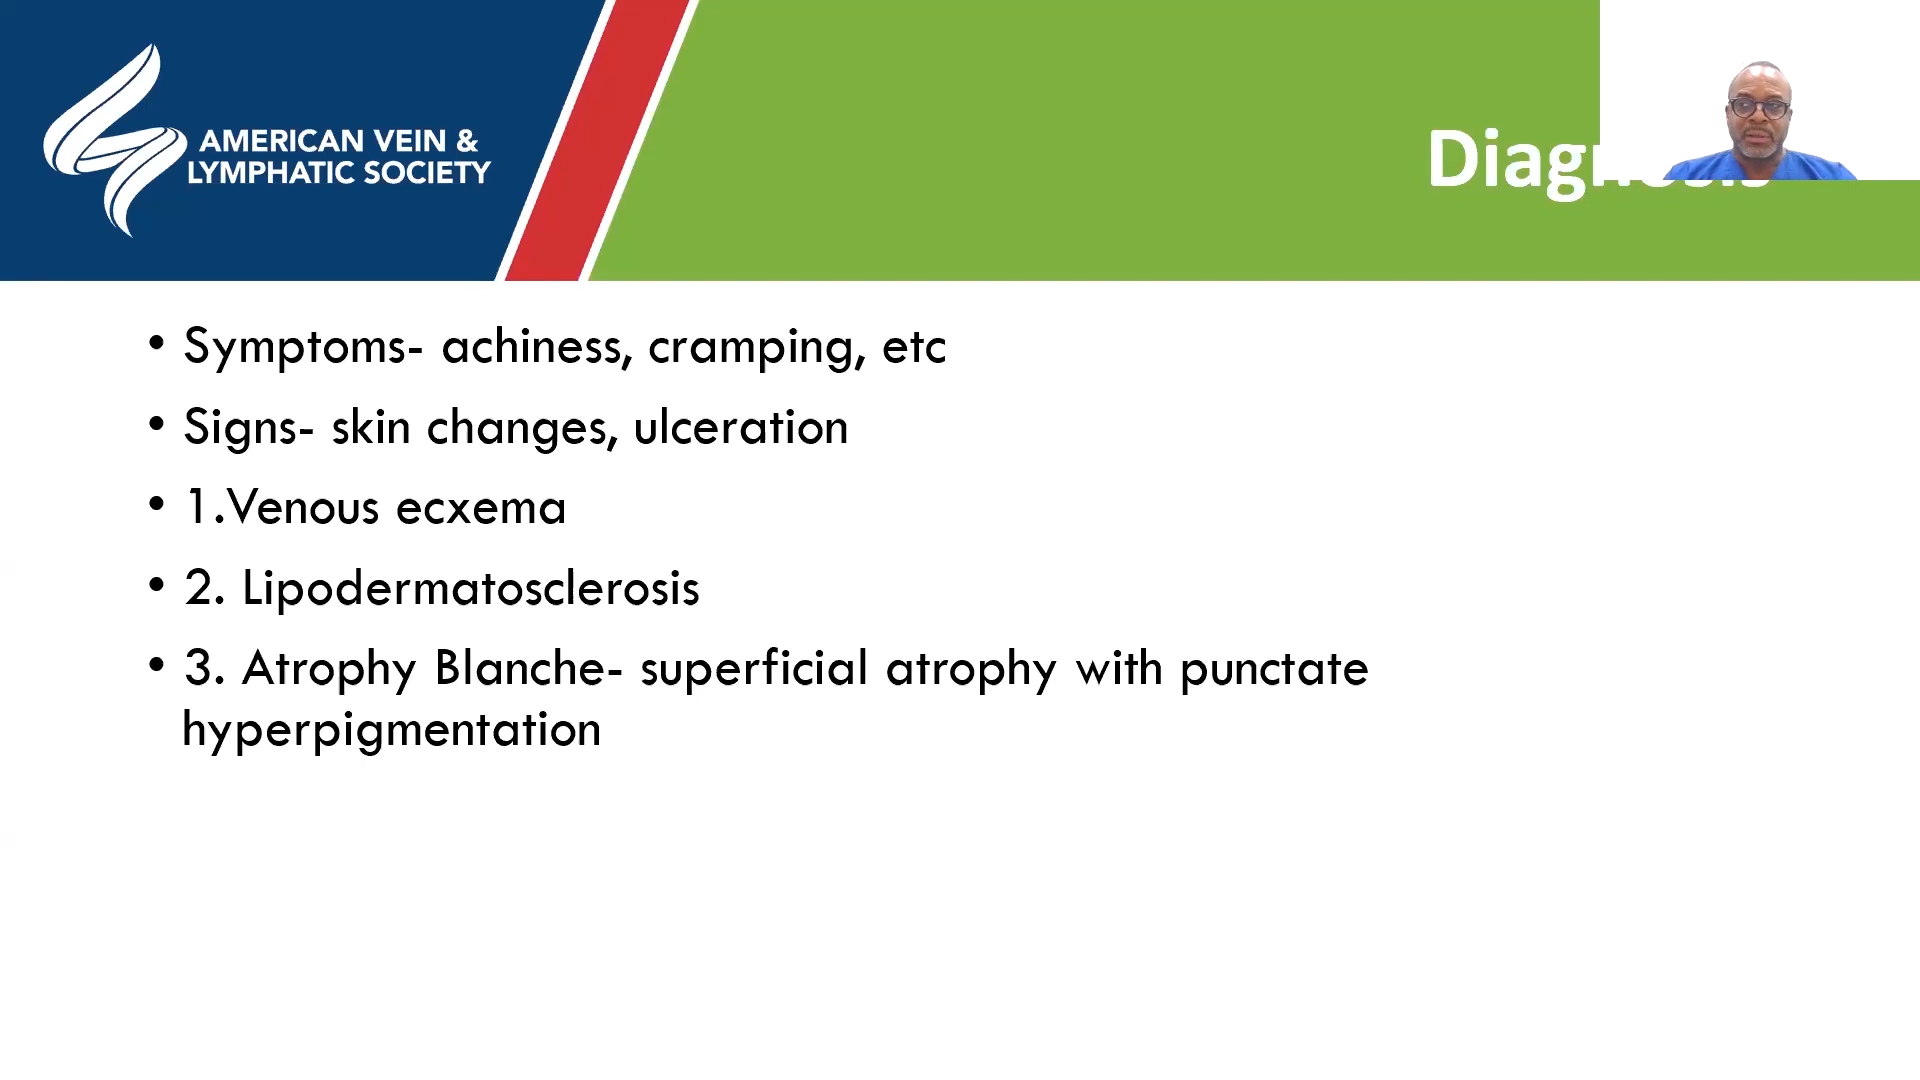 AMERICAN VEIN &
LYMPHATIC SOCIETY
• Symptoms- achiness, cramping, etc
• Signs- skin changes, ulceration
• 1.Venous ecxema
• 2. Lipodermatosclerosis
• 3. Atrophy Blanche- superficial atrophy with punctate
hyperpigmentation